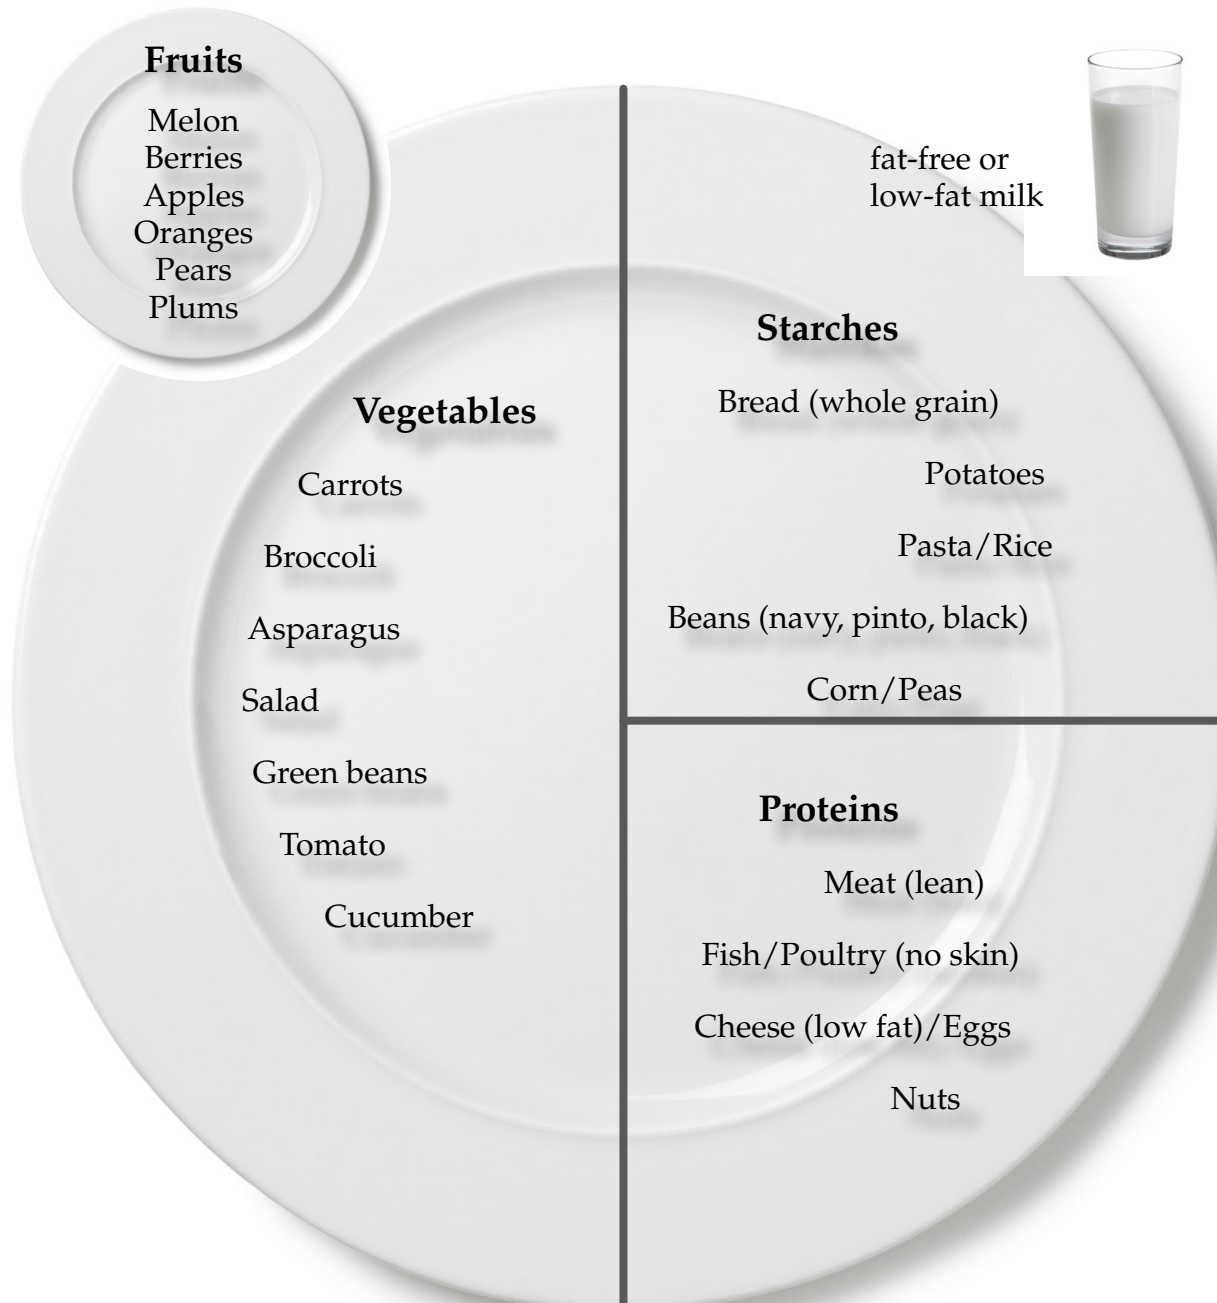 Fruits
Melon
Berries
Apples
Oranges
Pears
Plums
fat-free or
low-fat milk
Vegetables
Carrots
Broccoli
Asparagus
Salad
Green beans
Tomato
Cucumber
Starches
Bread (whole grain)
Potatoes
Pasta/Rice
Beans (navy, pinto, black)
Corn/Peas
Proteins
Meat (lean)
Fish/Poultry (no skin)
Cheese (low fat)/Eggs
Nuts